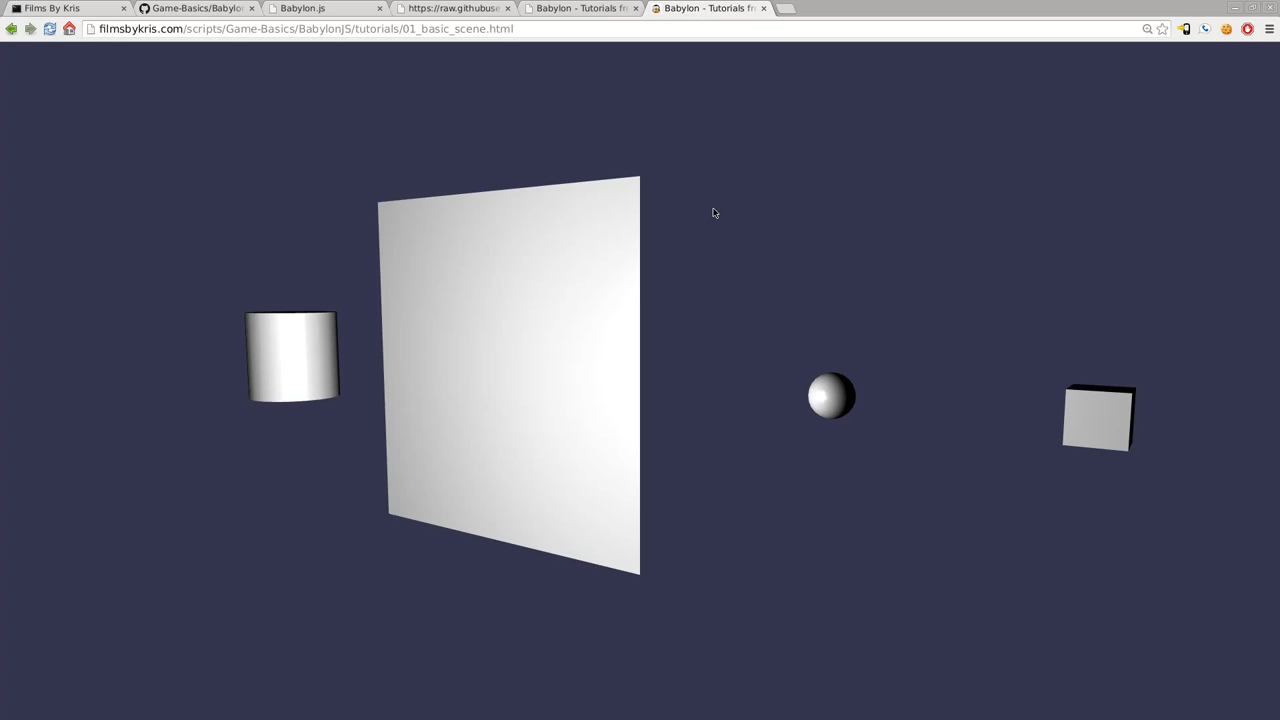 Films By Kris
Game-Basics/Babylo
Babylon.js
https://raw.githubuse
Babylon - Tutorials fr
Babylon - Tutorials fr
filmsbykris.com/scripts/Game-Basics/BabylonJS/tutorials/01_basic_scene.html